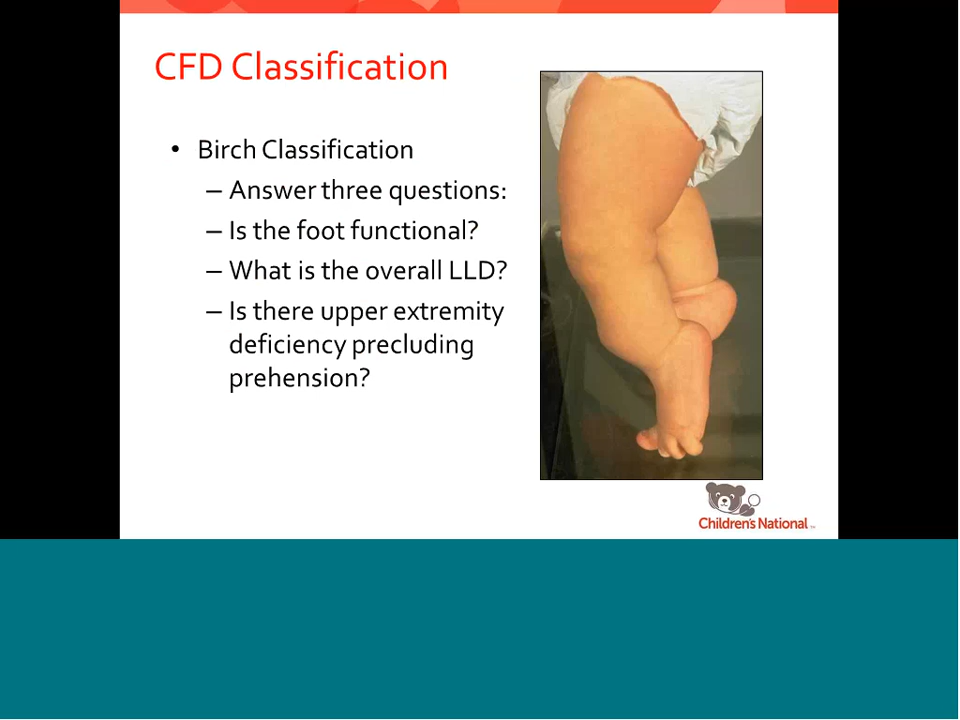 CFD Classification
• Birch Classification
– Answer three questions:
– Is the foot functional?
– What is the overall LLD?
– Is there upper extremity
deficiency precluding
prehension?
Children's National